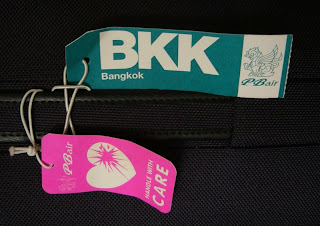 BKK
Bangkok
PBair
PBair
HANDLE WITH
CARE